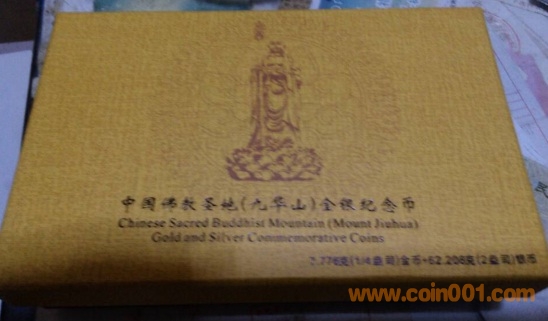 中国佛教圣地(九华山)金银纪念币
Chinese Sacred Buddhist Mountain (Mount Jiuhua)
Gold and Silver Commemorative Coins
7.776克(1/4盎司)金币+62.206克(2盎司)银币
www.coin001.com